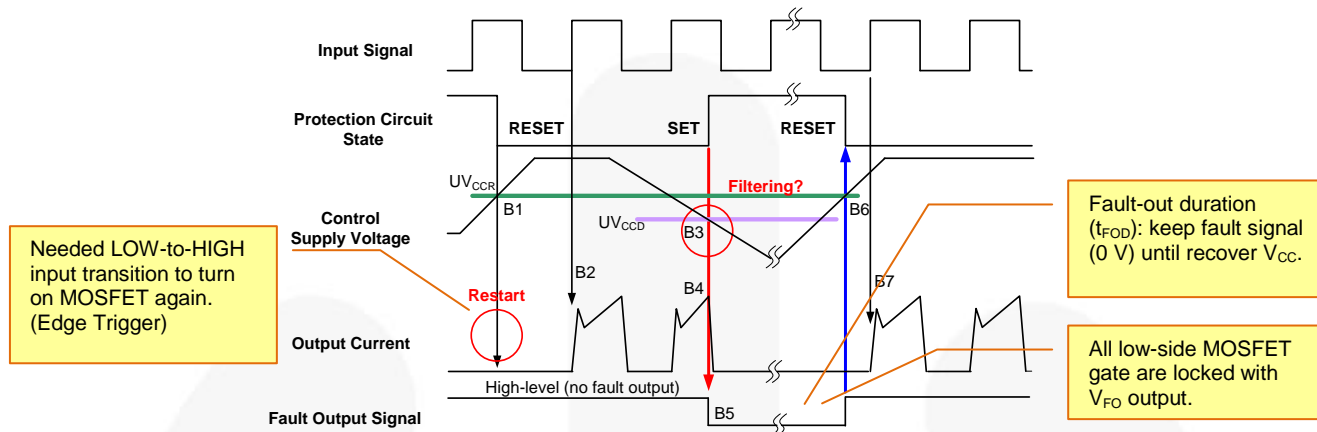 Input Signal
Protection Circuit
State
RESET
SET
RESET
UVCCR
Filtering?
B1
B6
UVCCD
B3
Control
Supply Voltage
Needed LOW-to-HIGH
input transition to turn
on MOSFET again.
(Edge Trigger)
Fault-out duration
(tFOD): keep fault signal
(0 V) until recover VCC.
B2
B4
B7
Restart
Output Current
All low-side MOSFET
gate are locked with
VFO output.
High-level (no fault output)
B5
Fault Output Signal